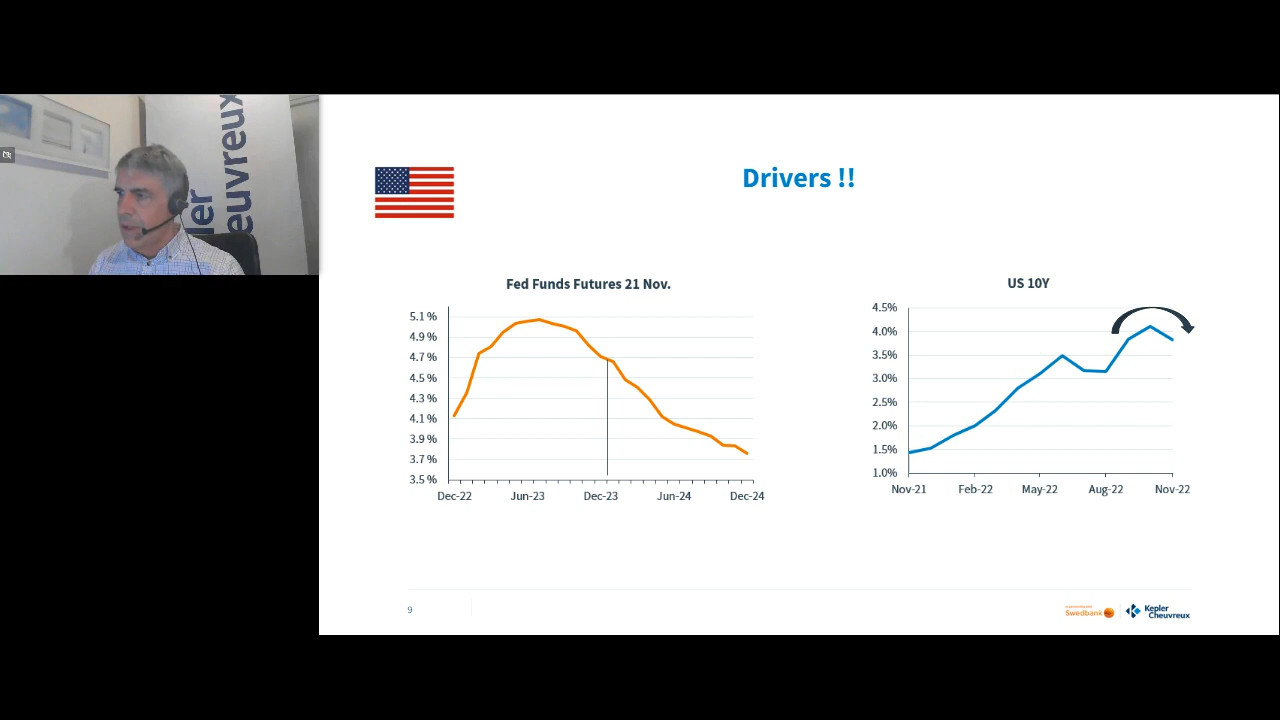 ler
euvreux
Drivers !!
Fed Funds Futures 21 Nov.
5.1 %
4.9 %
4.7 %
4.5 %
4.3 %
4.1 %
3.9 %
3.7 %
3.5 %
Dec-22 Jun-23 Dec-23 Jun-24 Dec-24
US 10Y
4.5%
4.0%
3.5%
3.0%
2.5%
2.0%
1.5%
1.0%
Nov-21 Feb-22 May-22 Aug-22 Nov-22
9
Swedbank
Kepler
Cheuvreux